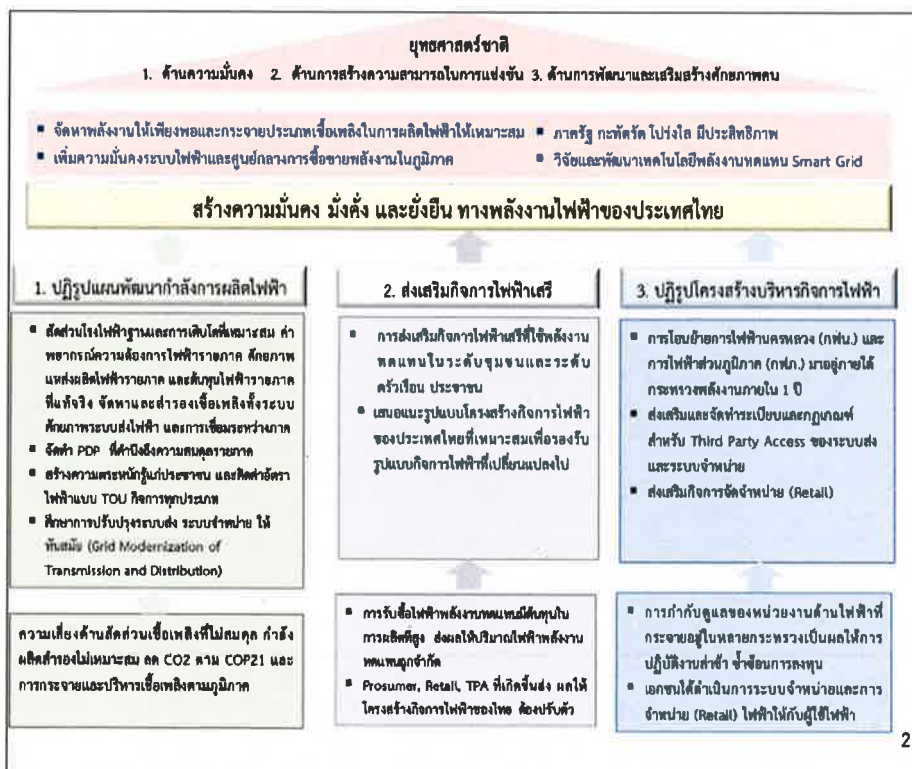 ยุทธศาสตร์ชาติ
1. ด้านความมั่นคง 2. ด้านการสร้างความสามารถในการแข่งขัน 3. ด้านการพัฒนาและเสริมสร้างศักยภาพคน
▪ จัดหาพลังงานให้เพียงพอและกระจายประเภทเชื้อเพลิงในการผลิตไฟฟ้าให้เหมาะสม
▪ เพิ่มความมั่นคงระบบไฟฟ้าและศูนย์กลางการซื้อขายพลังงานในภูมิภาค
▪ ภาครัฐ กะทัดรัด โปร่งใส มีประสิทธิภาพ
▪ วิจัยและพัฒนาเทคโนโลยีพลังงานทดแทน Smart Grid
สร้างความมั่นคง มั่งคั่ง และยั่งยืน ทางพลังงานไฟฟ้าของประเทศไทย
1. ปฏิรูปแผนพัฒนากำลังการผลิตไฟฟ้า
▪ สัดส่วนโรงไฟฟ้าฐานและการเติบโตที่เหมาะสม ค่า
พยากรณ์ความต้องการไฟฟ้ารายภาค ศักยภาพ
แหล่งผลิตไฟฟ้ารายภาค และต้นทุนไฟฟ้ารายภาค
ที่แท้จริง จัดหาและสำรองเชื้อเพลิงทั้งระบบ
ศักยภาพระบบส่งไฟฟ้า และการเชื่อมระหว่างภาค
▪ จัดทำ PDP ที่คำนึงถึงความสมดุลรายภาค
▪ สร้างความตระหนักรู้แก่ประชาชน และคิดค่าอัตรา
ไฟฟ้าแบบ TOU กิจการทุกประเภท
▪ ศึกษาการปรับปรุงระบบส่ง ระบบจำหน่าย ให้
ทันสมัย (Grid Modernization of
Transmission and Distribution)
ความเสี่ยงด้านสัดส่วนเชื้อเพลิงที่ไม่สมดุล กำลัง
ผลิตสำรองไม่เหมาะสม ลด CO2 ตาม COP21 และ
การกระจายและบริหารเชื้อเพลิงตามภูมิภาค
2. ส่งเสริมกิจการไฟฟ้าเสรี
▪ การส่งเสริมกิจการไฟฟ้าเสรีที่ใช้พลังงาน
ทดแทนในระดับชุมชนและระดับ
ครัวเรือน ประชาชน
▪ เสนอแนะรูปแบบโครงสร้างกิจการไฟฟ้า
ของประเทศไทยที่เหมาะสมเพื่อรองรับ
รูปแบบกิจการไฟฟ้าที่เปลี่ยนแปลงไป
▪ การรับซื้อไฟฟ้าพลังงานทดแทนมีต้นทุนใน
การผลิตที่สูง ส่งผลให้ปริมาณไฟฟ้าพลังงาน
ทดแทนถูกจำกัด
▪ Prosumer, Retail, TPA ที่เกิดขึ้นส่ง ผลให้
โครงสร้างกิจการไฟฟ้าของไทย ต้องปรับตัว
3. ปฏิรูปโครงสร้างบริหารกิจการไฟฟ้า
▪ การโอนย้ายการไฟฟ้านครหลวง (กฟน.) และ
การไฟฟ้าส่วนภูมิภาค (กฟภ.) มาอยู่ภายใต้
กระทรวงพลังงานภายใน 1 ปี
▪ ส่งเสริมและจัดทำระเบียบและกฎเกณฑ์
สำหรับ Third Party Access ของระบบส่ง
และระบบจำหน่าย
▪ ส่งเสริมกิจการจัดจำหน่าย (Retail)
▪ การกำกับดูแลของหน่วยงานด้านไฟฟ้าที่
กระจายอยู่ในหลายกระทรวงเป็นผลให้การ
ปฏิบัติงานล่าช้า ซ้ำซ้อนการลงทุน
▪ เอกชนได้ดำเนินการระบบจำหน่ายและการ
จำหน่าย (Retail) ไฟฟ้าให้กับผู้ใช้ไฟฟ้า
2